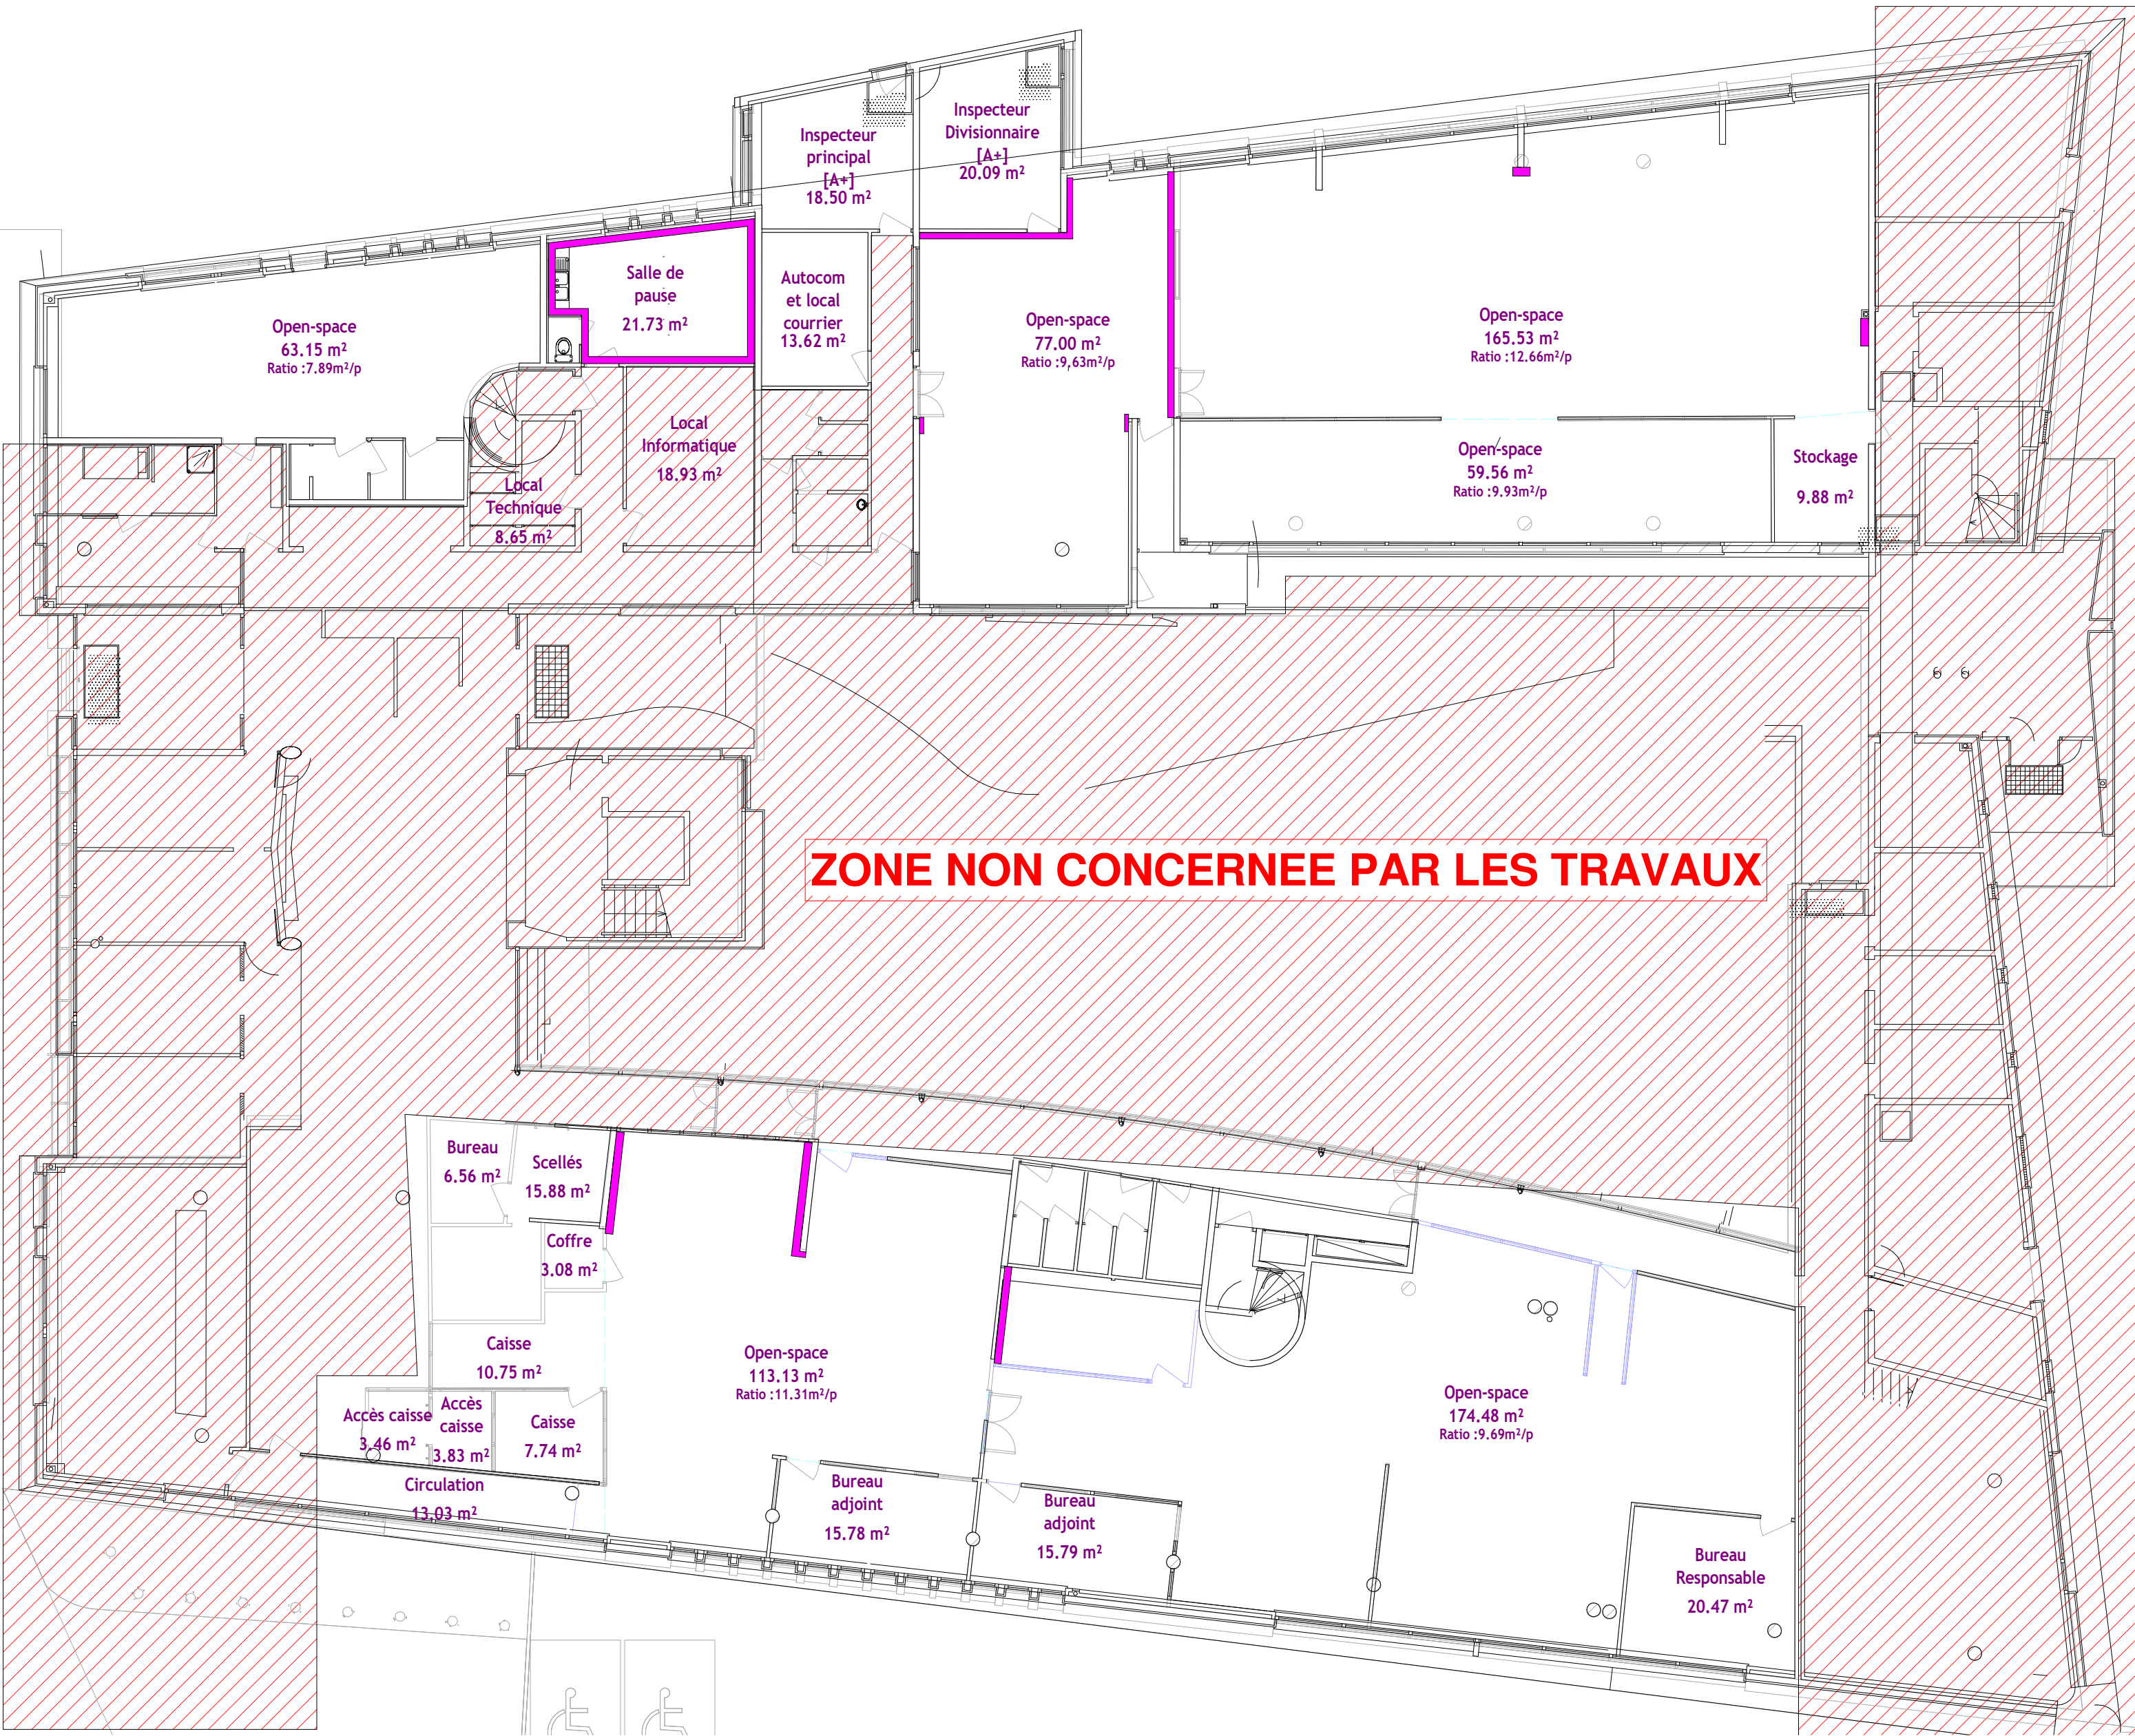 Inspecteur
Divisionnaire
[A+]
20.09 m²
Inspecteur
principal
[A+]
18.50 m²
Salle de
pause
21.73 m²
Autocom
et local
courrier
13.62 m²
Open-space
63.15 m²
Ratio :7.89m²/p
Open-space
77.00 m²
Ratio :9,63m²/p
Open-space
165.53 m²
Ratio :12.66m²/p
Local
Informatique
18.93 m²
Local
Technique
8.65 m²
Open-space
59.56 m²
Ratio :9.93m²/p
Stockage
9.88 m²
ZONE NON CONCERNEE PAR LES TRAVAUX
Bureau
6.56 m²
Scellés
15.88 m²
Coffre
3.08 m²
Caisse
10.75 m²
Open-space
113.13 m²
Ratio :11.31m²/p
Accès caisse
3.46 m²
Accès
caisse
3.83 m²
Caisse
7.74 m²
Circulation
13.03 m²
Bureau
adjoint
15.78 m²
Bureau
adjoint
15.79 m²
Open-space
174.48 m²
Ratio :9.69m²/p
Bureau
Responsable
20.47 m²